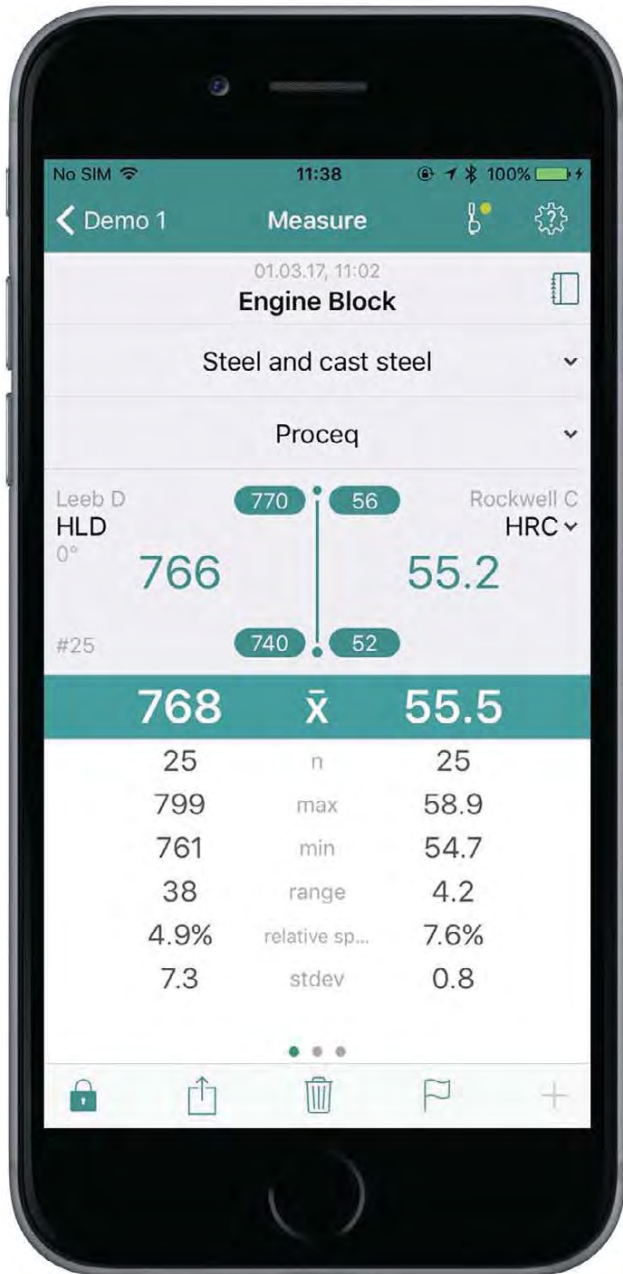 No SIM 11:38 100%
Demo 1 Measure
01.03.17, 11:02
Engine Block
Steel and cast steel
Proceq
Leeb D 770 56 Rockwell C
HLD HRC
0° 766 55.2
#25 740 52
768 x̄ 55.5
25 n 25
799 max 58.9
761 min 54.7
38 range 4.2
4.9% relative sp... 7.6%
7.3 stdev 0.8